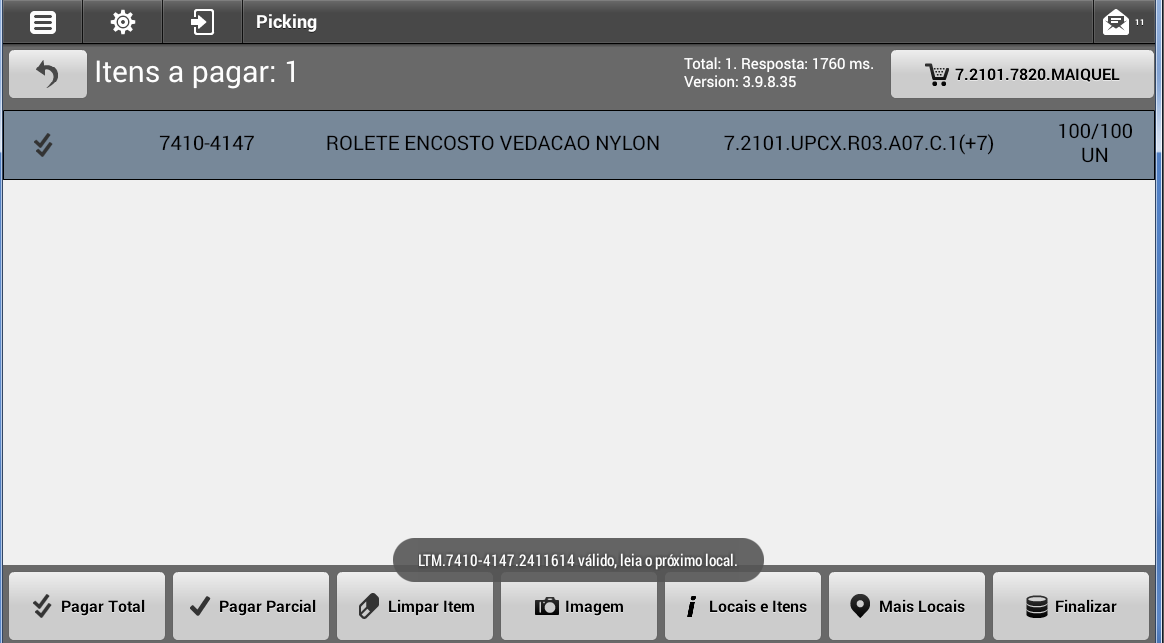 Picking
11
Itens a pagar: 1
Total: 1. Resposta: 1760 ms.
Version: 3.9.8.35
7.2101.7820.MAIQUEL
7410-4147
ROLETE ENCOSTO VEDACAO NYLON
7.2101.UPCX.R03.A07.C.1(+7)
100/100
UN
LTM.7410-4147.2411614 válido, leia o próximo local.
Pagar Total
Pagar Parcial
Limpar Item
Imagem
Locais e Itens
Mais Locais
Finalizar